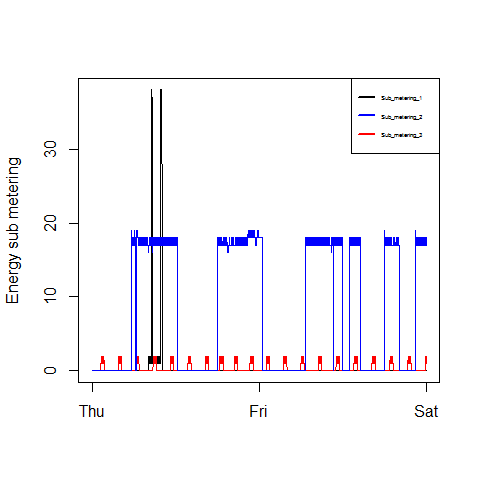 Energy sub metering
30
20
10
0
Thu
Fri
Sat
Sub_metering_1
Sub_metering_2
Sub_metering_3